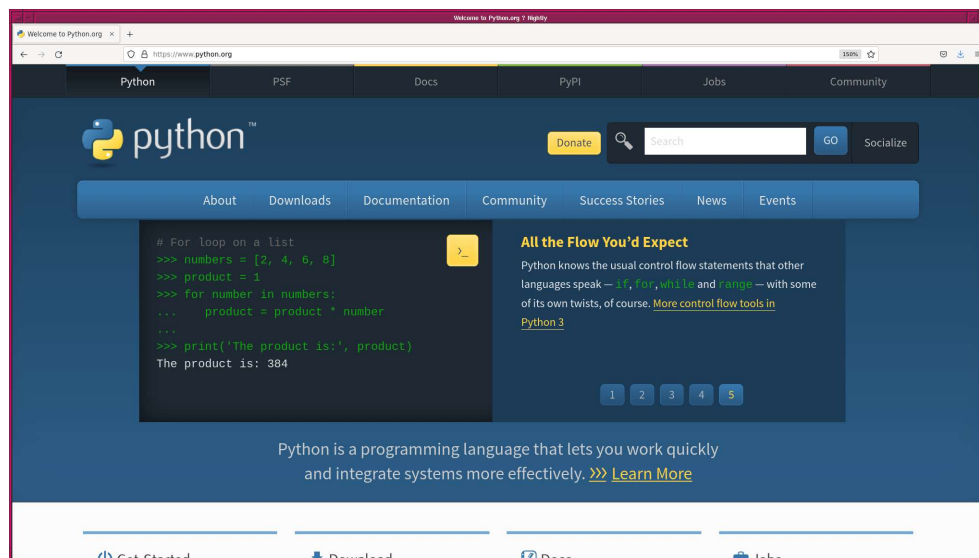 Welcome to Python.org ? Nightly
Welcome to Python.org × +
https://www.python.org 150%
Python PSF Docs PyPI Jobs Community
python™
Donate Search GO Socialize
About Downloads Documentation Community Success Stories News Events
# For loop on a list
>>> numbers = [2, 4, 6, 8]
>>> product = 1
>>> for number in numbers:
...    product = product * number
...
>>> print('The product is:', product)
The product is: 384
>_
All the Flow You’d Expect
Python knows the usual control flow statements that other
languages speak — if, for, while and range — with some
of its own twists, of course. More control flow tools in
Python 3
1 2 3 4 5
Python is a programming language that lets you work quickly
and integrate systems more effectively. >>> Learn More
Get Started Download Docs Jobs